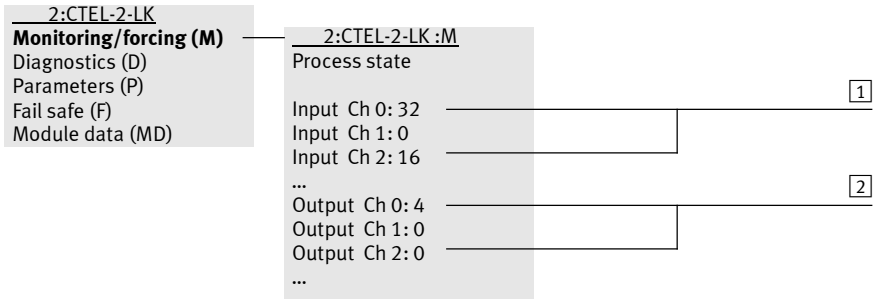 2:CTEL-2-LK
Monitoring/forcing (M)
Diagnostics (D)
Parameters (P)
Fail safe (F)
Module data (MD)
2:CTEL-2-LK :M
Process state
Input Ch 0: 32
Input Ch 1: 0
Input Ch 2: 16
...
Output Ch 0: 4
Output Ch 1: 0
Output Ch 2: 0
...
1
2